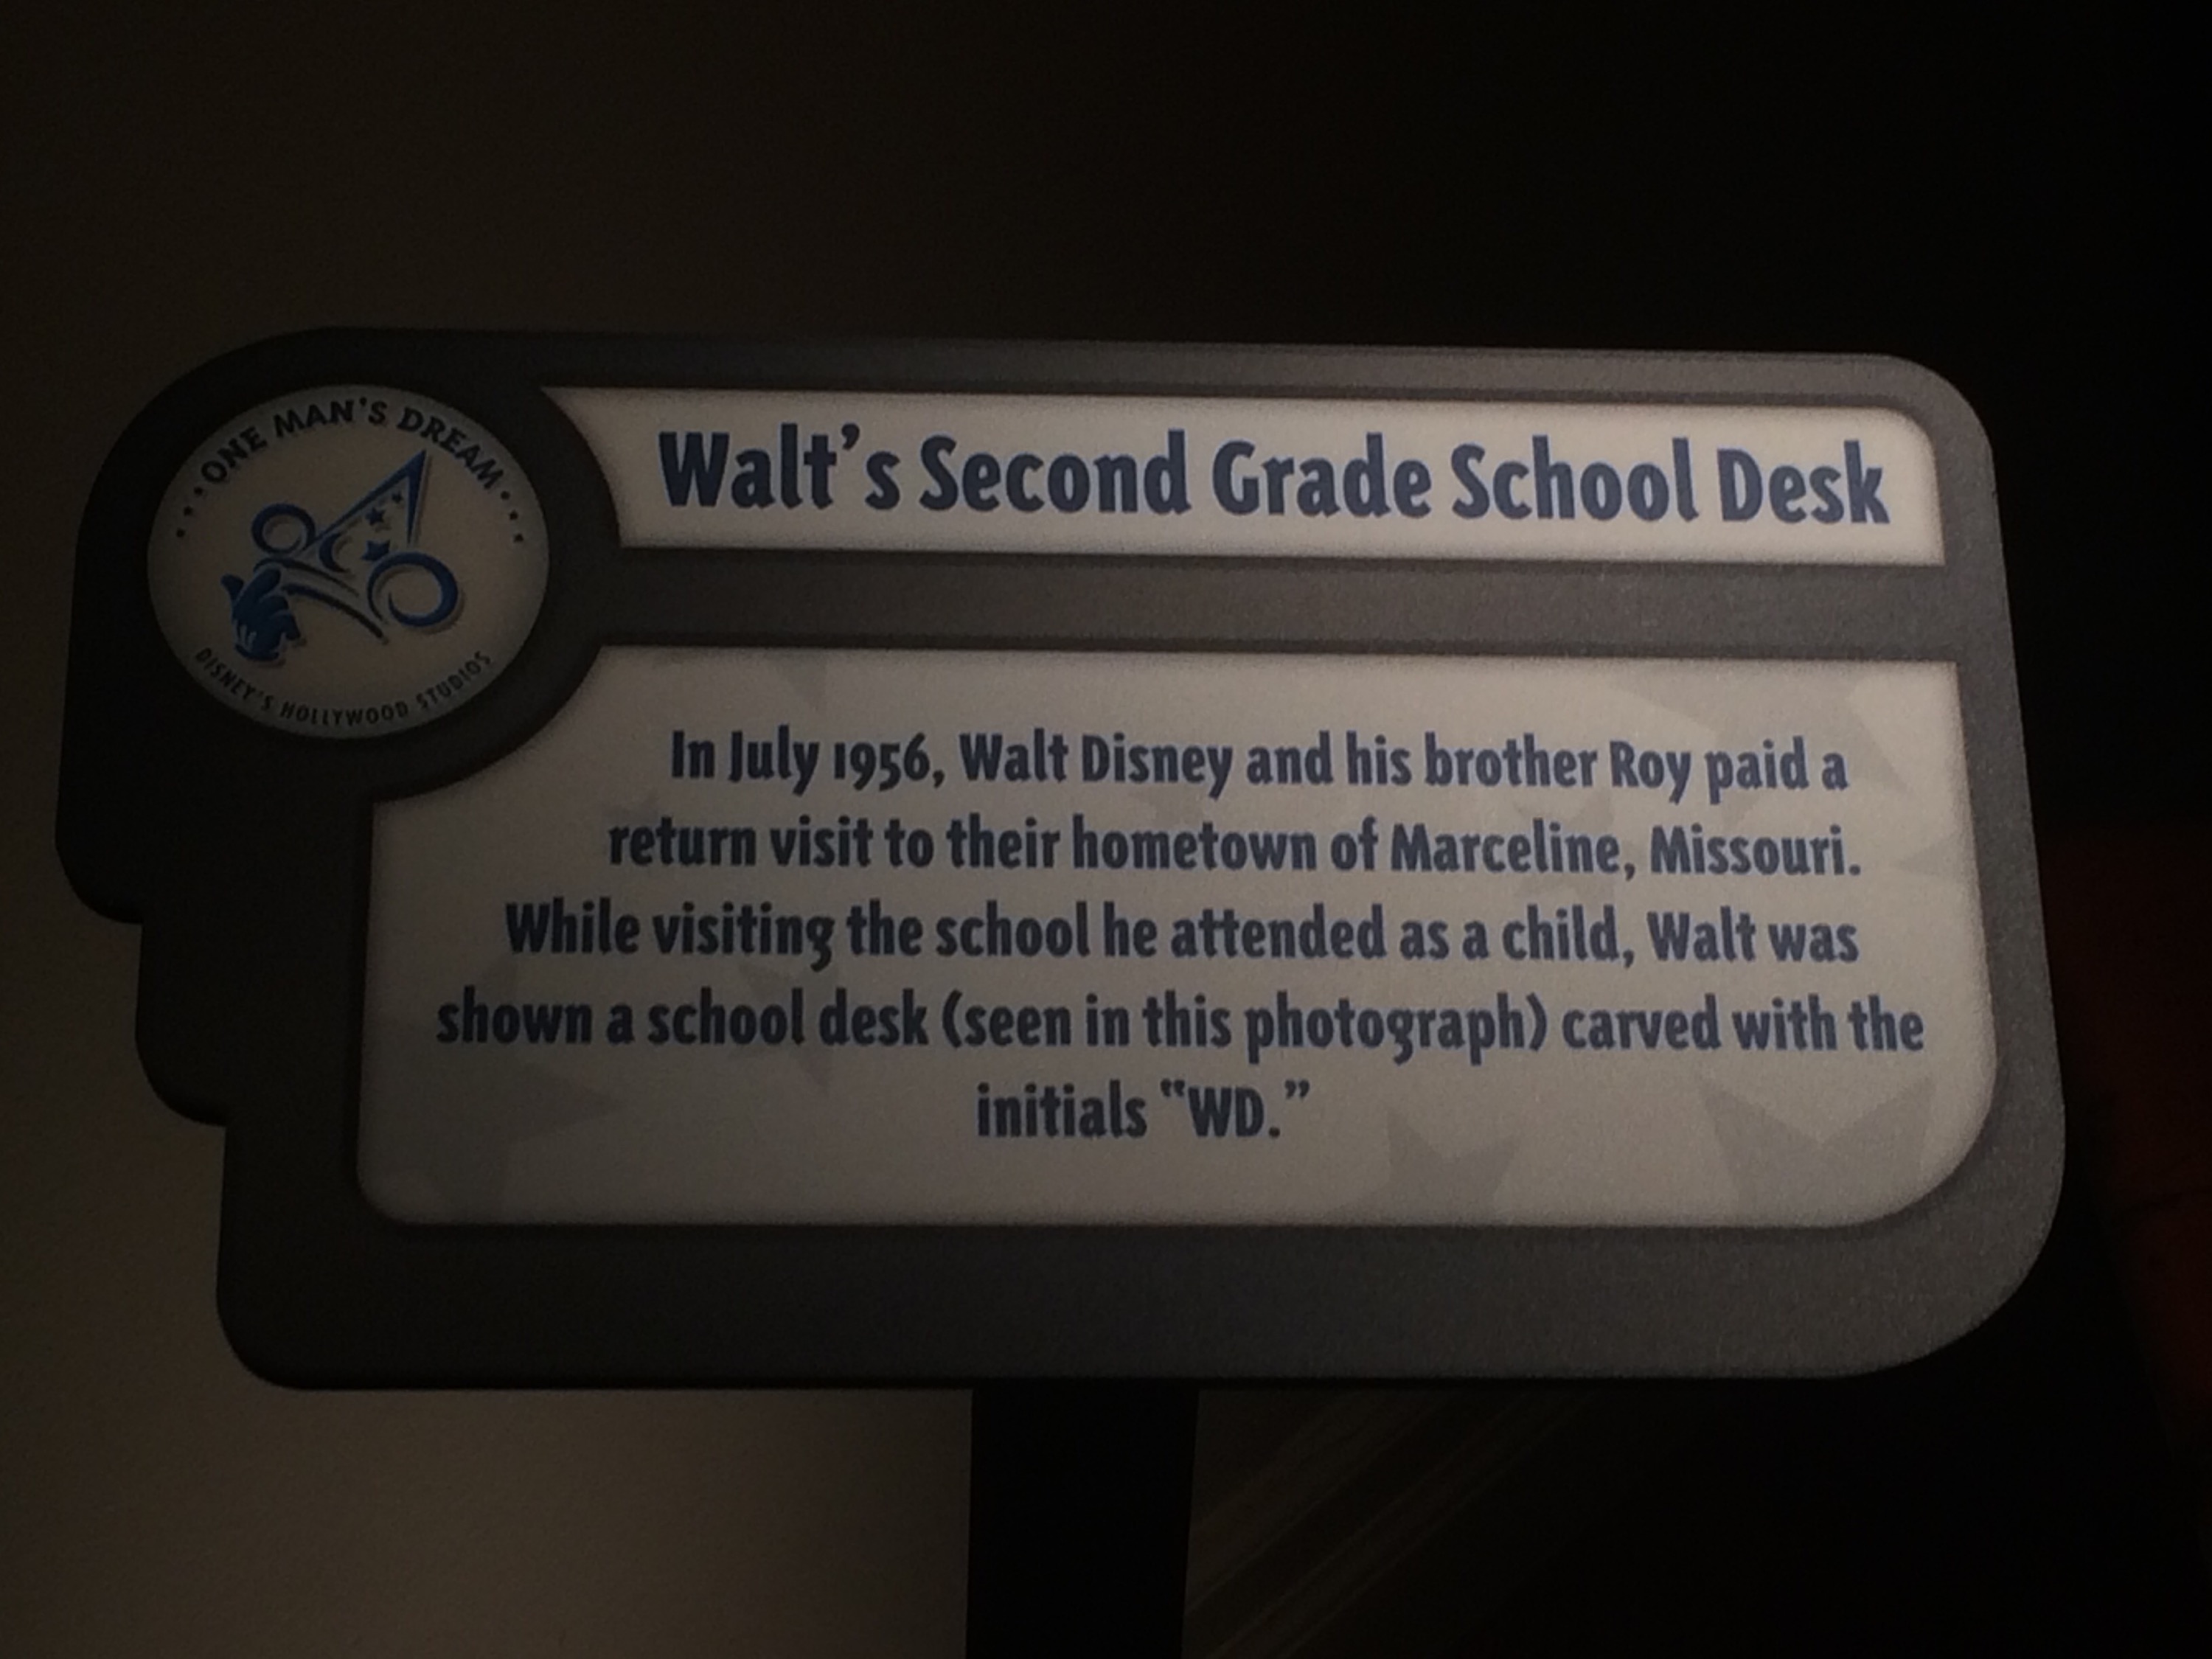 ONE MAN'S DREAM
DISNEY'S HOLLYWOOD STUDIOS
Walt's Second Grade School Desk
In July 1956, Walt Disney and his brother Roy paid a
return visit to their hometown of Marceline, Missouri.
While visiting the school he attended as a child, Walt was
shown a school desk (seen in this photograph) carved with the
initials “WD.”